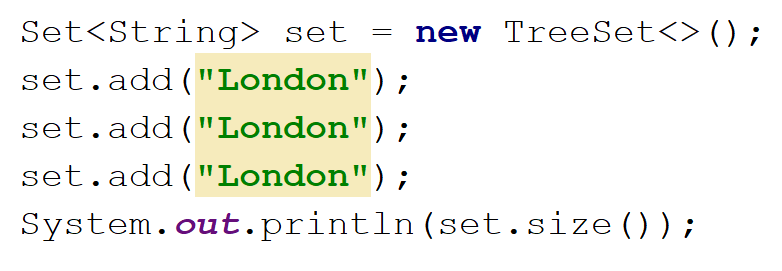 Set<String> set = new TreeSet<>();
set.add("London");
set.add("London");
set.add("London");
System.out.println(set.size());